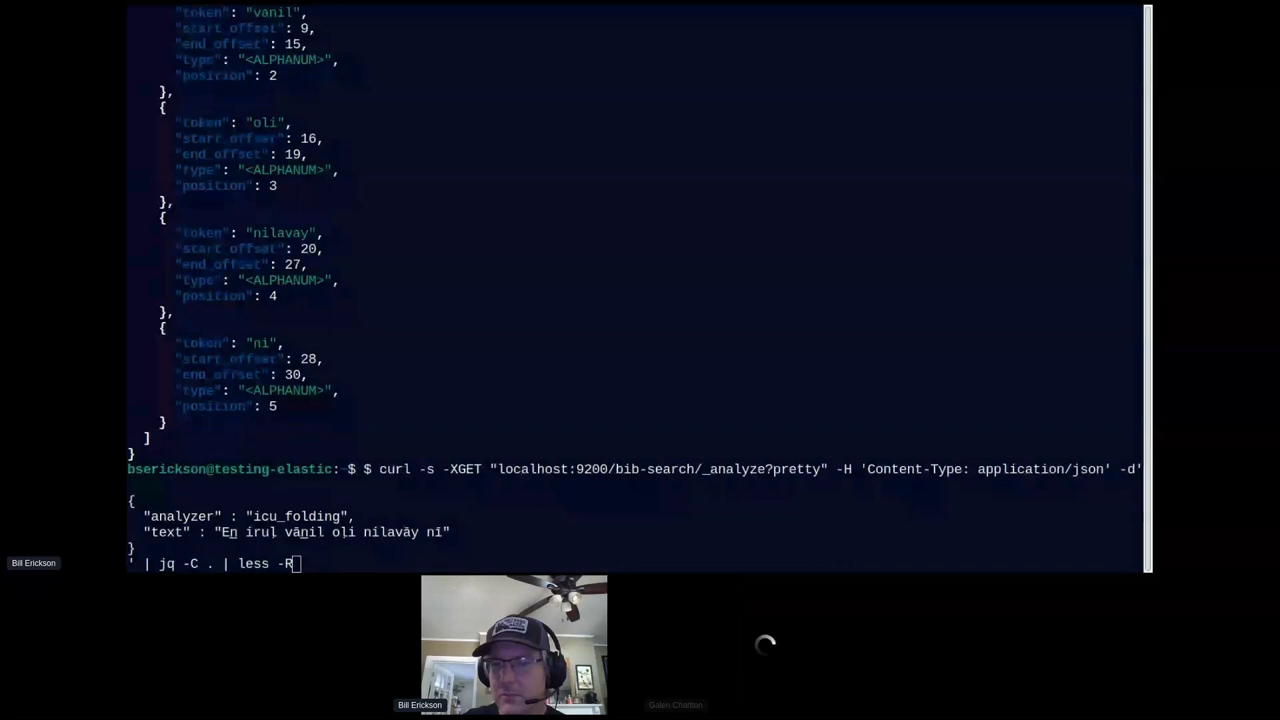 "token": "vanil",
"start_offset": 9,
"end_offset": 15,
"type": "<ALPHANUM>",
"position": 2
},
{
"token": "oli",
"start_offset": 16,
"end_offset": 19,
"type": "<ALPHANUM>",
"position": 3
},
{
"token": "nilavay",
"start_offset": 20,
"end_offset": 27,
"type": "<ALPHANUM>",
"position": 4
},
{
"token": "ni",
"start_offset": 28,
"end_offset": 30,
"type": "<ALPHANUM>",
"position": 5
}
]
}
bserickson@testing-elastic:~$ $ curl -s -XGET "localhost:9200/bib-search/_analyze?pretty" -H 'Content-Type: application/json' -d'
{
"analyzer" : "icu_folding",
"text" : "Eṉ iruḷ vāṉil oḷi nilavāy nī"
}
' | jq -C . | less -R
Bill Erickson
Bill Erickson
Galen Charlton